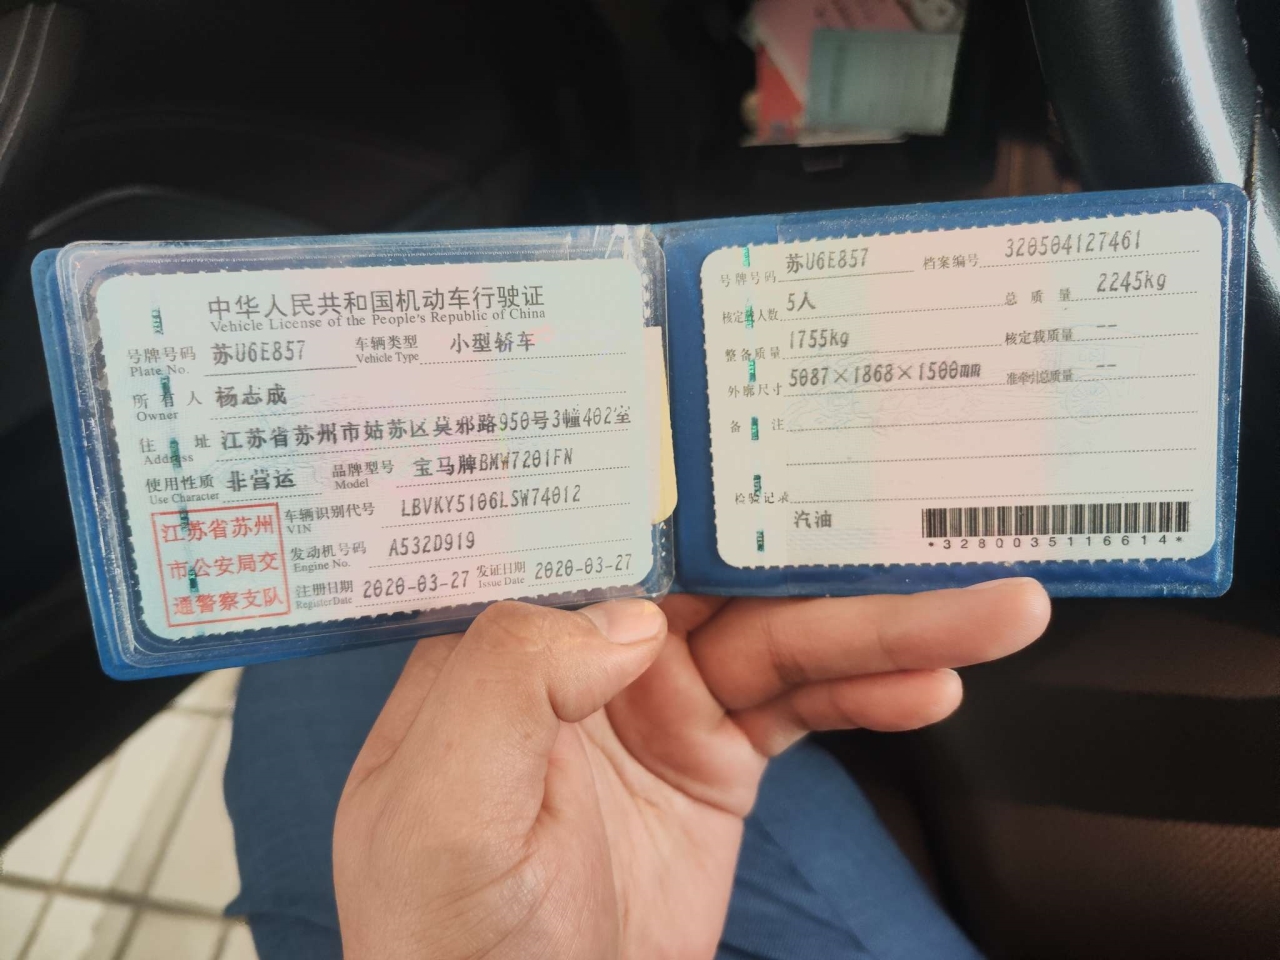 中华人民共和国机动车行驶证
Vehicle License of the People's Republic of China
号牌号码 苏U6E857 车辆类型 小型轿车
Plate No. Vehicle Type
所有人 杨志成
Owner
住址 江苏省苏州市姑苏区莫邪路950号3幢402室
Address
使用性质 非营运 品牌型号 宝马牌BMW7201FN
Use Character Model
江苏省苏州
市公安局交
通警察支队
车辆识别代号 LBVKY5106LSW74012
VIN
发动机号码 A532D919
Engine No.
注册日期 2020-03-27 发证日期 2020-03-27
Register Date Issue Date
号牌号码 苏U6E857 档案编号 320504127461
核定载人数 5人 总质量 2245kg
整备质量 1755kg 核定载质量 --
外廓尺寸 5087×1868×1500mm 准牵引总质量 --
备注
检验记录
汽油
*3280035116614*